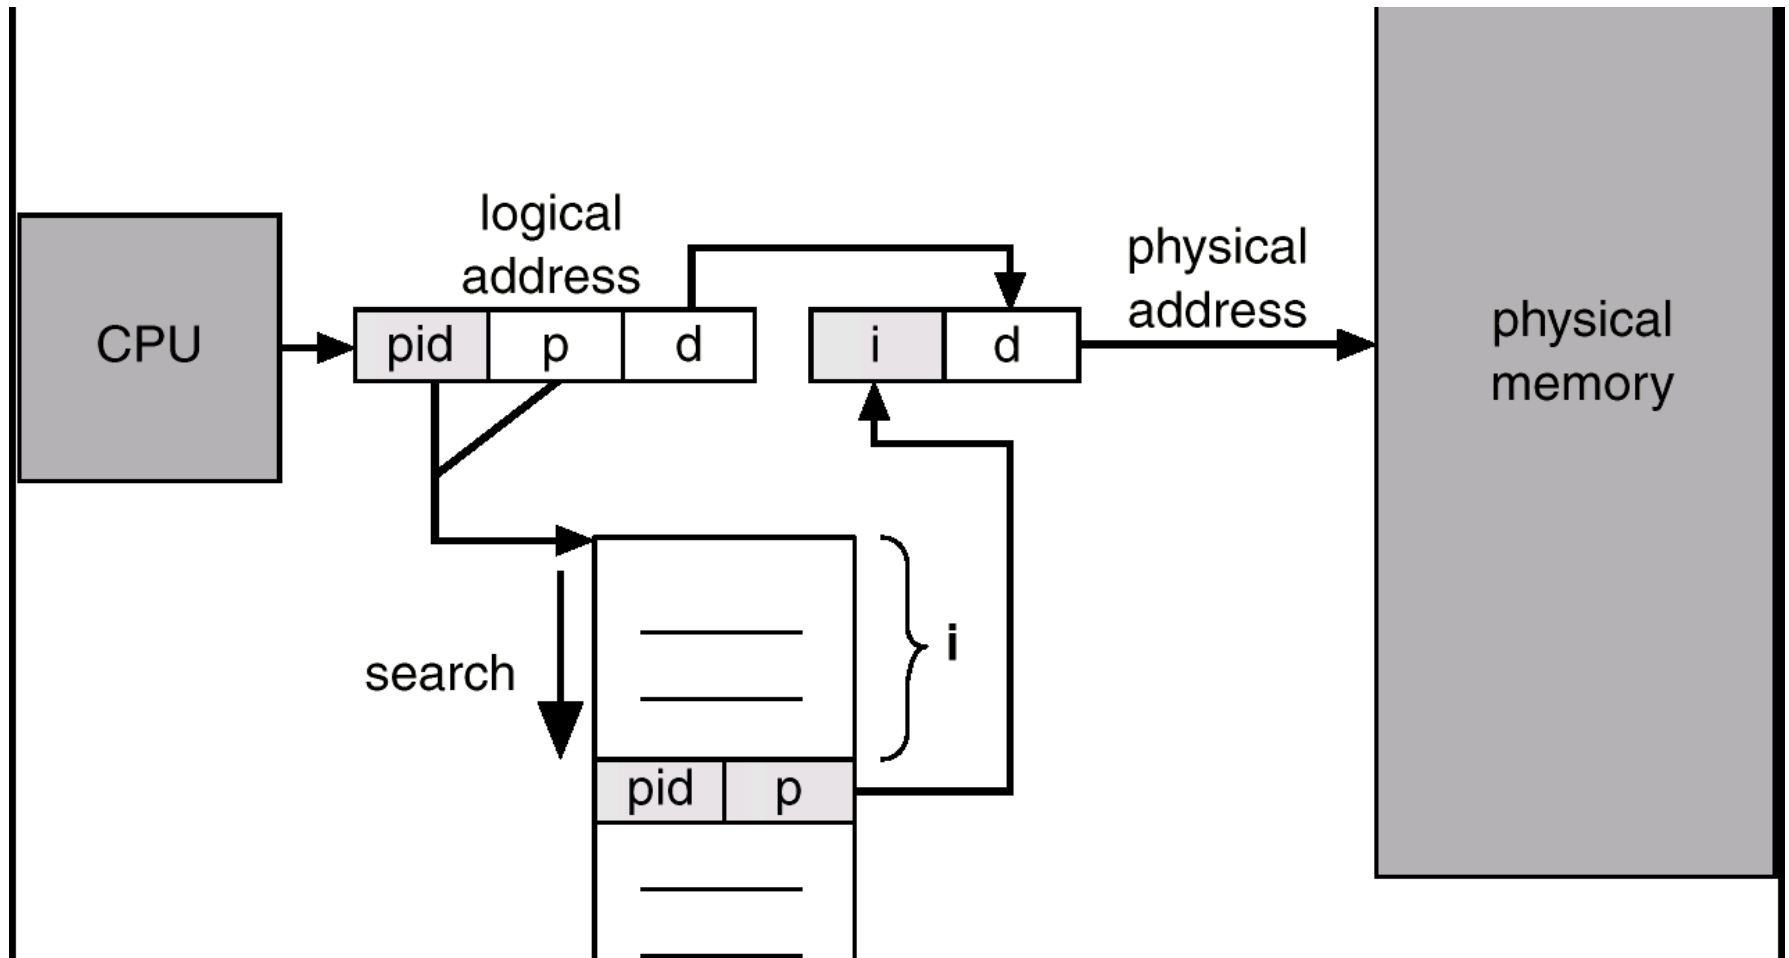 logical
address
CPU
pid
p
d
i
d
physical
address
physical
memory
search
i
pid
p